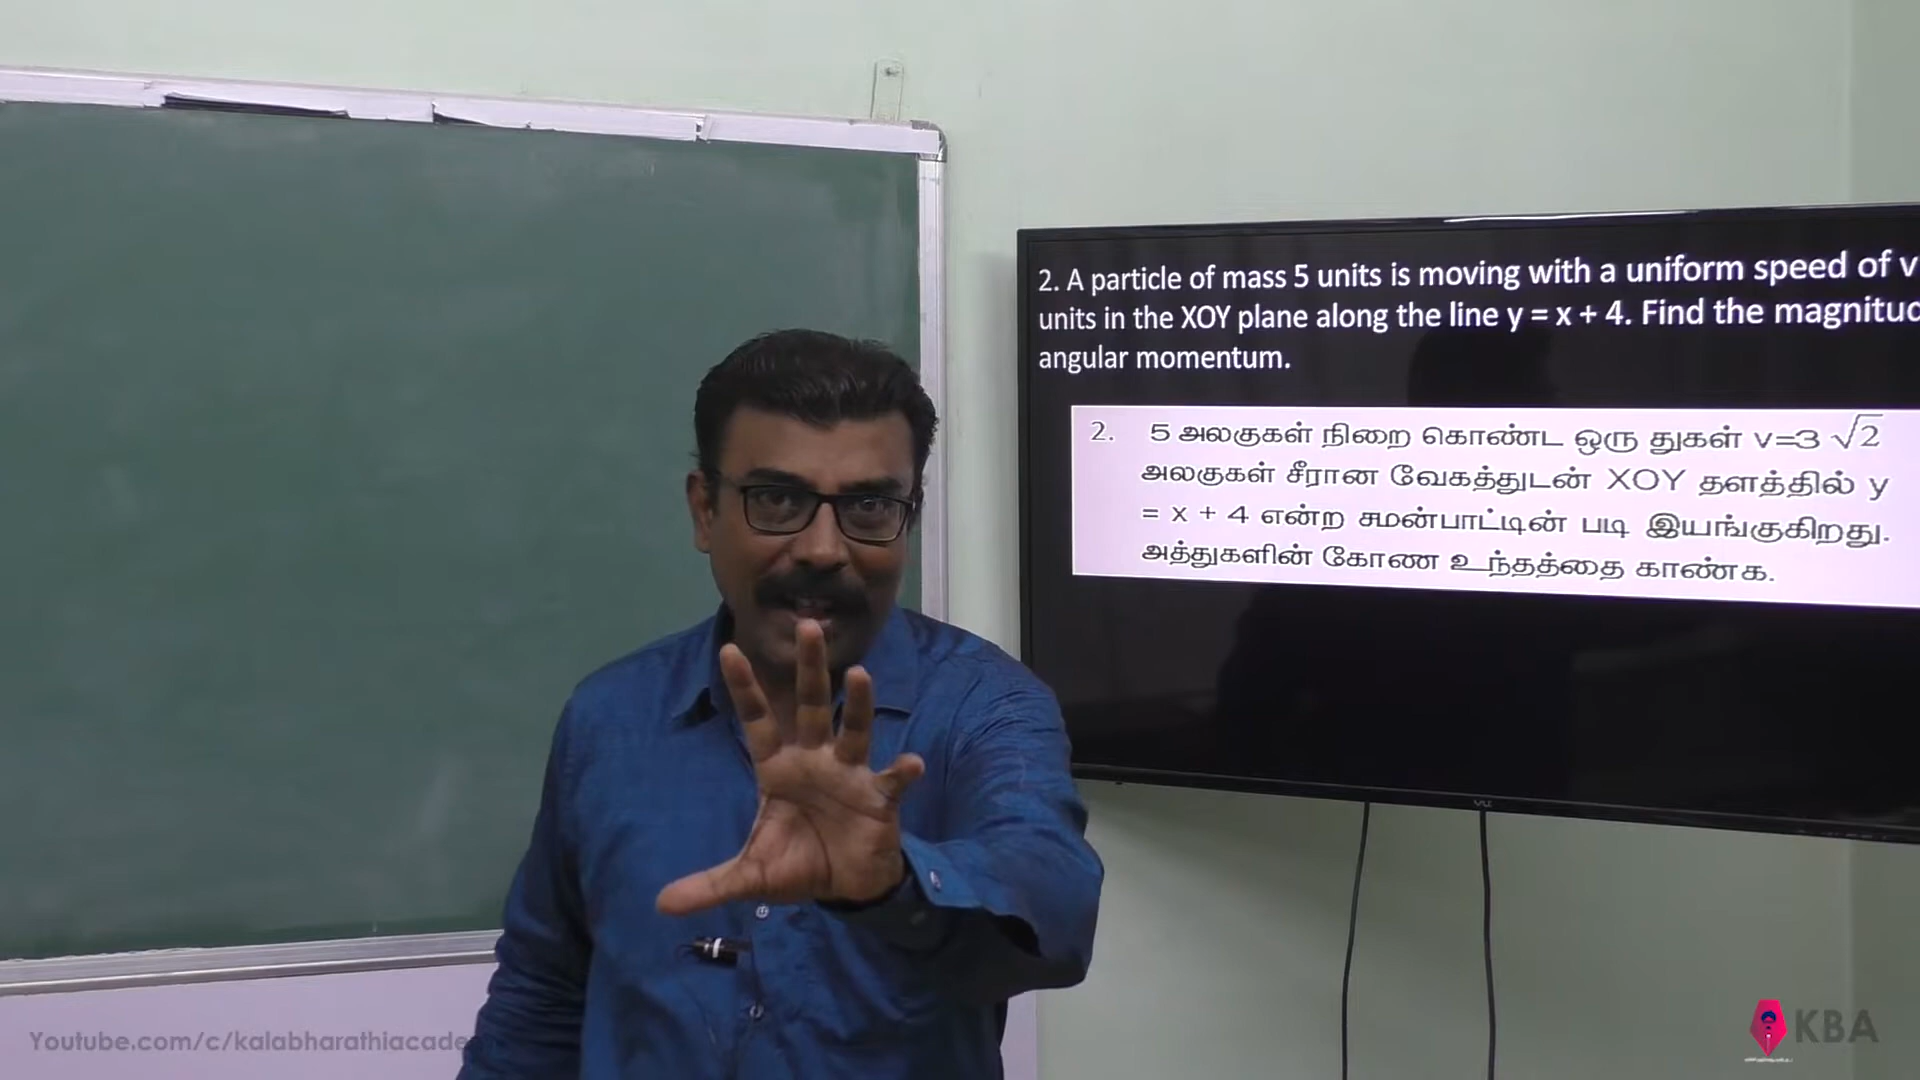 2. A particle of mass 5 units is moving with a uniform speed of v
units in the XOY plane along the line y = x + 4. Find the magnitud
angular momentum.
2. 5 அலகுகள் நிறை கொண்ட ஒரு துகள் v=3 √2
அலகுகள் சீரான வேகத்துடன் XOY தளத்தில் y
= x + 4 என்ற சமன்பாட்டின் படி இயங்குகிறது.
அத்துகளின் கோண உந்தத்தை காண்க.
VU
Youtube.com/c/kalabharathiacade
KBA